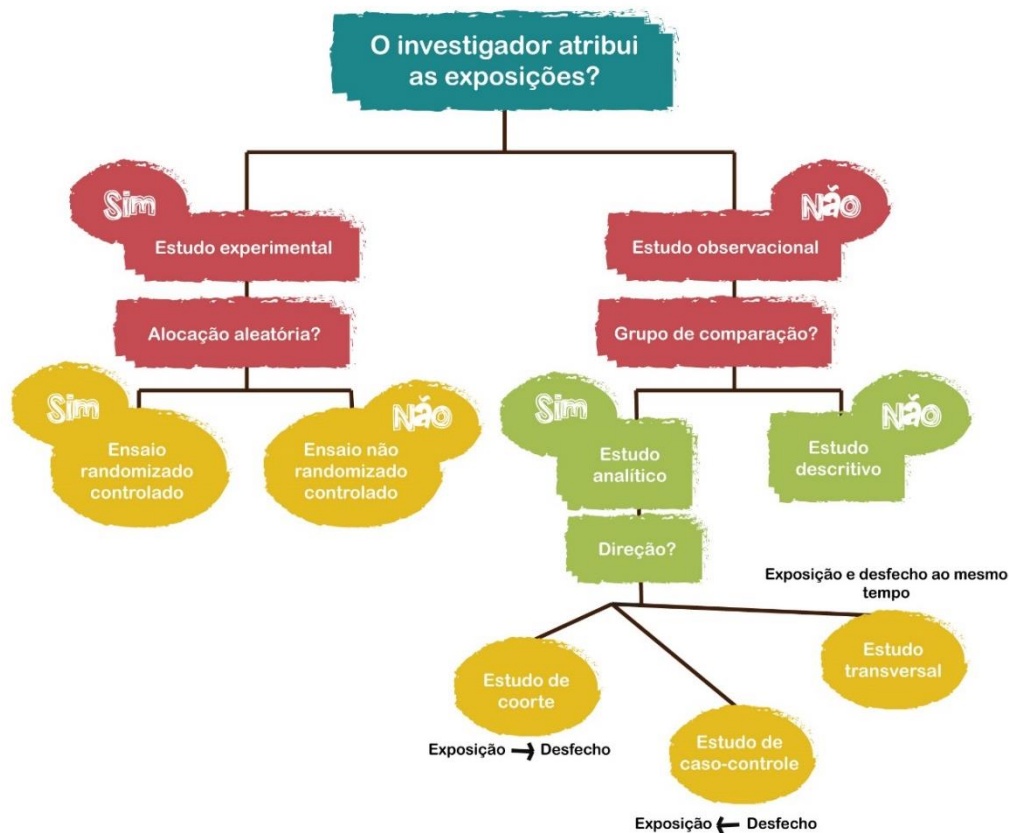 O investigador atribui
as exposições?
Sim
Estudo experimental
Não
Estudo observacional
Alocação aleatória?
Grupo de comparação?
Sim
Ensaio
randomizado
controlado
Não
Ensaio não
randomizado
controlado
Sim
Estudo
analítico
Não
Estudo
descritivo
Direção?
Exposição e desfecho ao mesmo
tempo
Estudo
transversal
Estudo de
coorte
Exposição → Desfecho
Estudo de
caso-controle
Exposição ← Desfecho